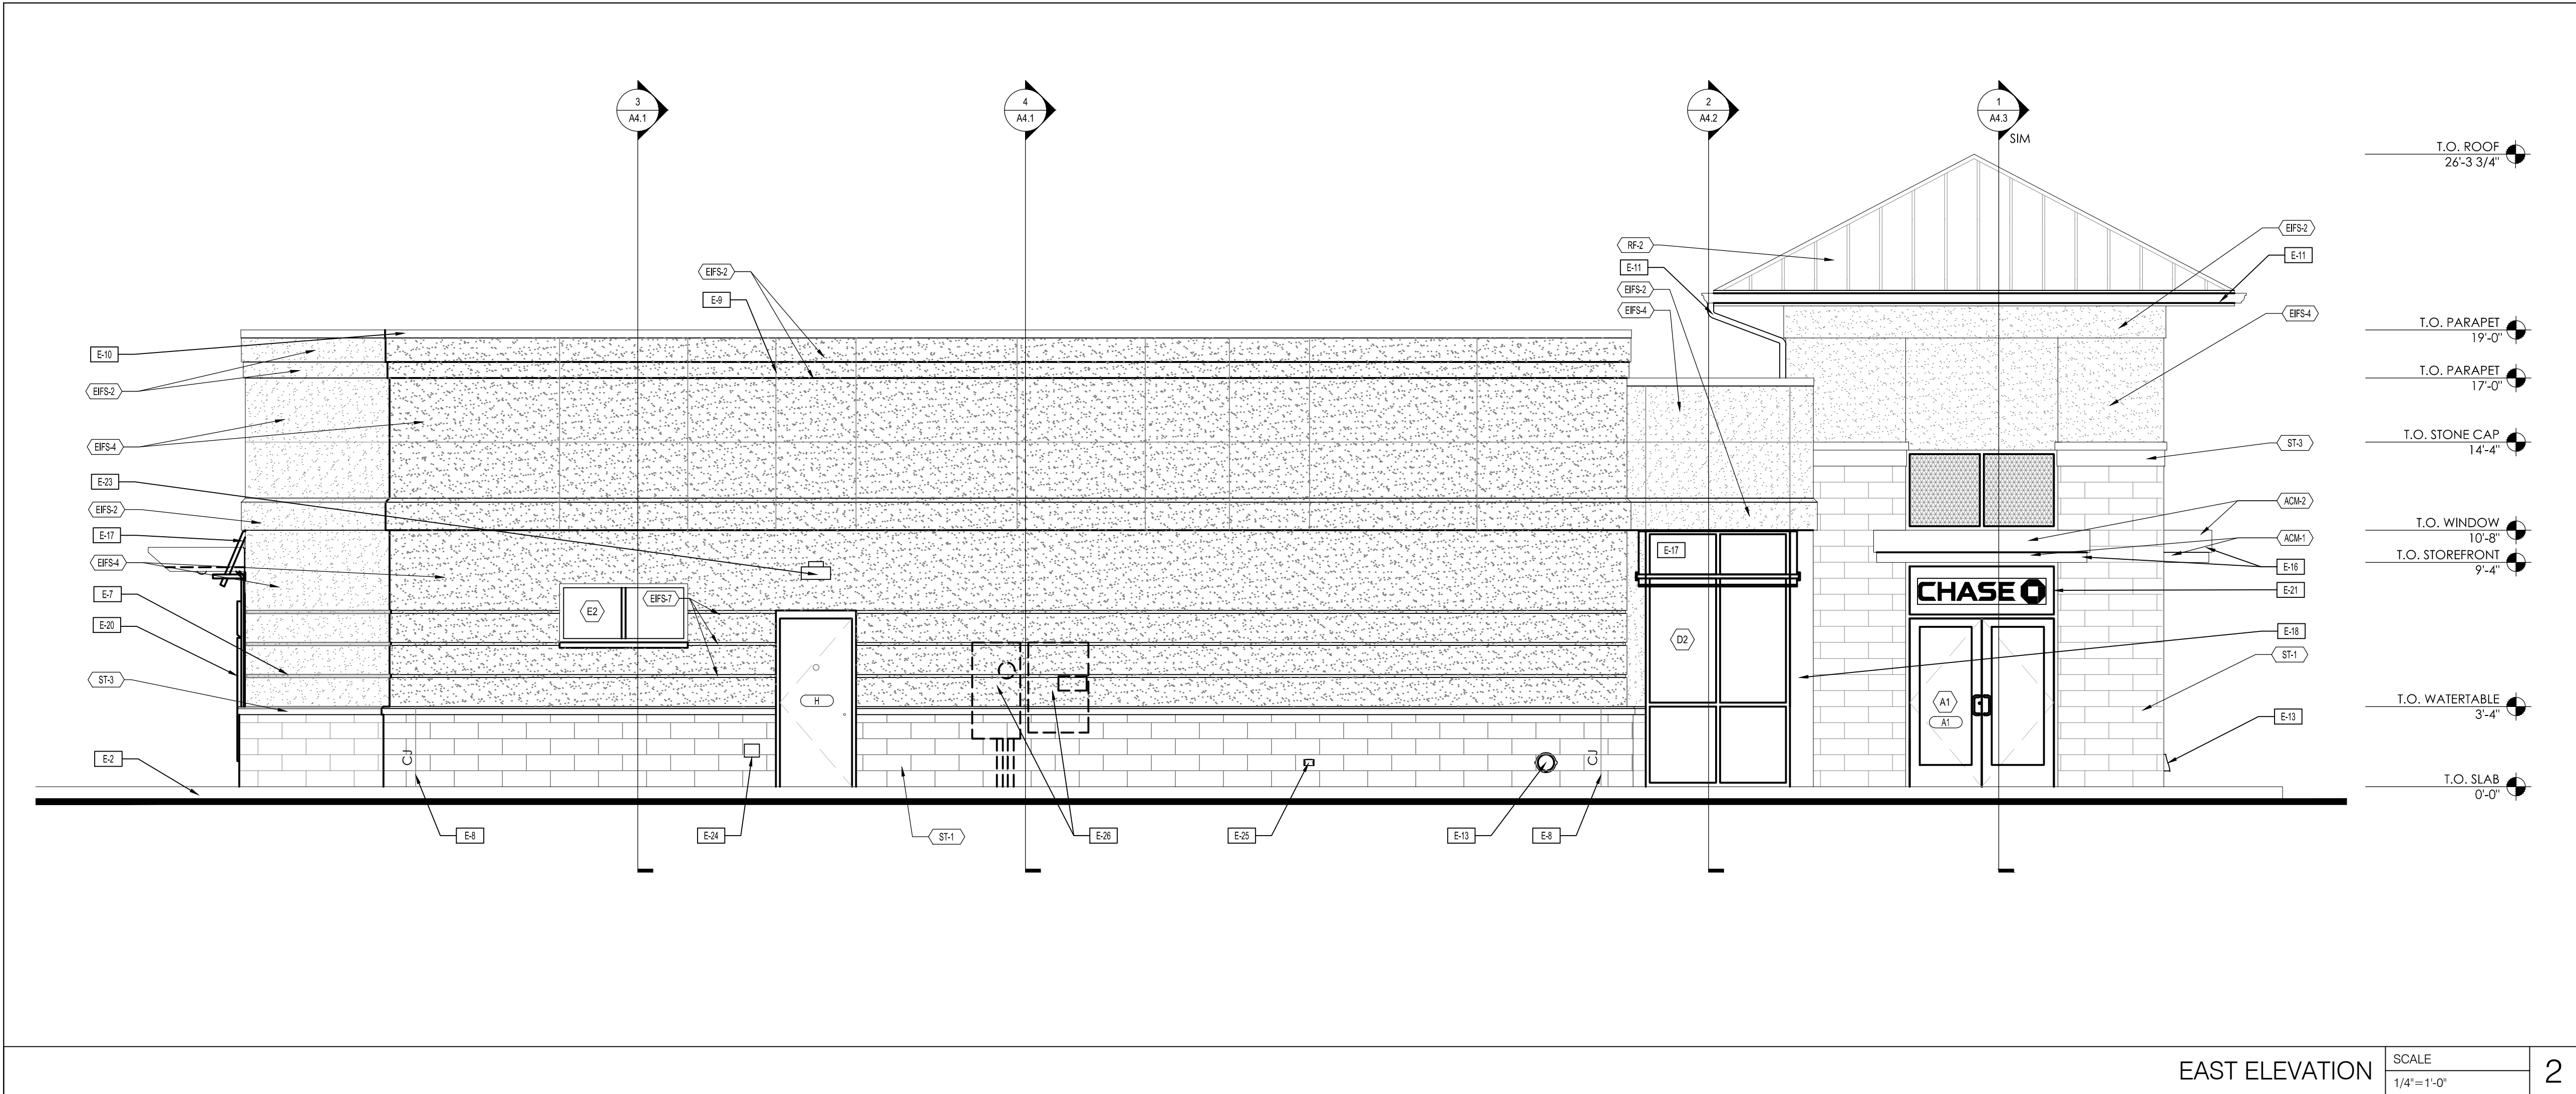 3
A4.1
4
A4.1
2
A4.2
1
A4.3
SIM
T.O. ROOF
26'-3 3/4"
T.O. PARAPET
19'-0"
T.O. PARAPET
17'-0"
T.O. STONE CAP
14'-4"
T.O. WINDOW
10'-8"
T.O. STOREFRONT
9'-4"
T.O. WATERTABLE
3'-4"
T.O. SLAB
0'-0"
E-10
EIFS-2
EIFS-4
E-23
EIFS-2
E-17
EIFS-4
E-7
E-20
ST-3
E-2
EIFS-2
E-9
E2
EIFS-7
H
CJ
CJ
RF-2
E-11
EIFS-2
EIFS-4
E-17
D2
CHASE
A1
A1
EIFS-2
E-11
EIFS-4
ST-3
ACM-2
ACM-1
E-16
E-21
E-18
ST-1
E-13
E-8
E-24
ST-1
E-26
E-25
E-13
E-8
EAST ELEVATION
SCALE
1/4"=1'-0"
2